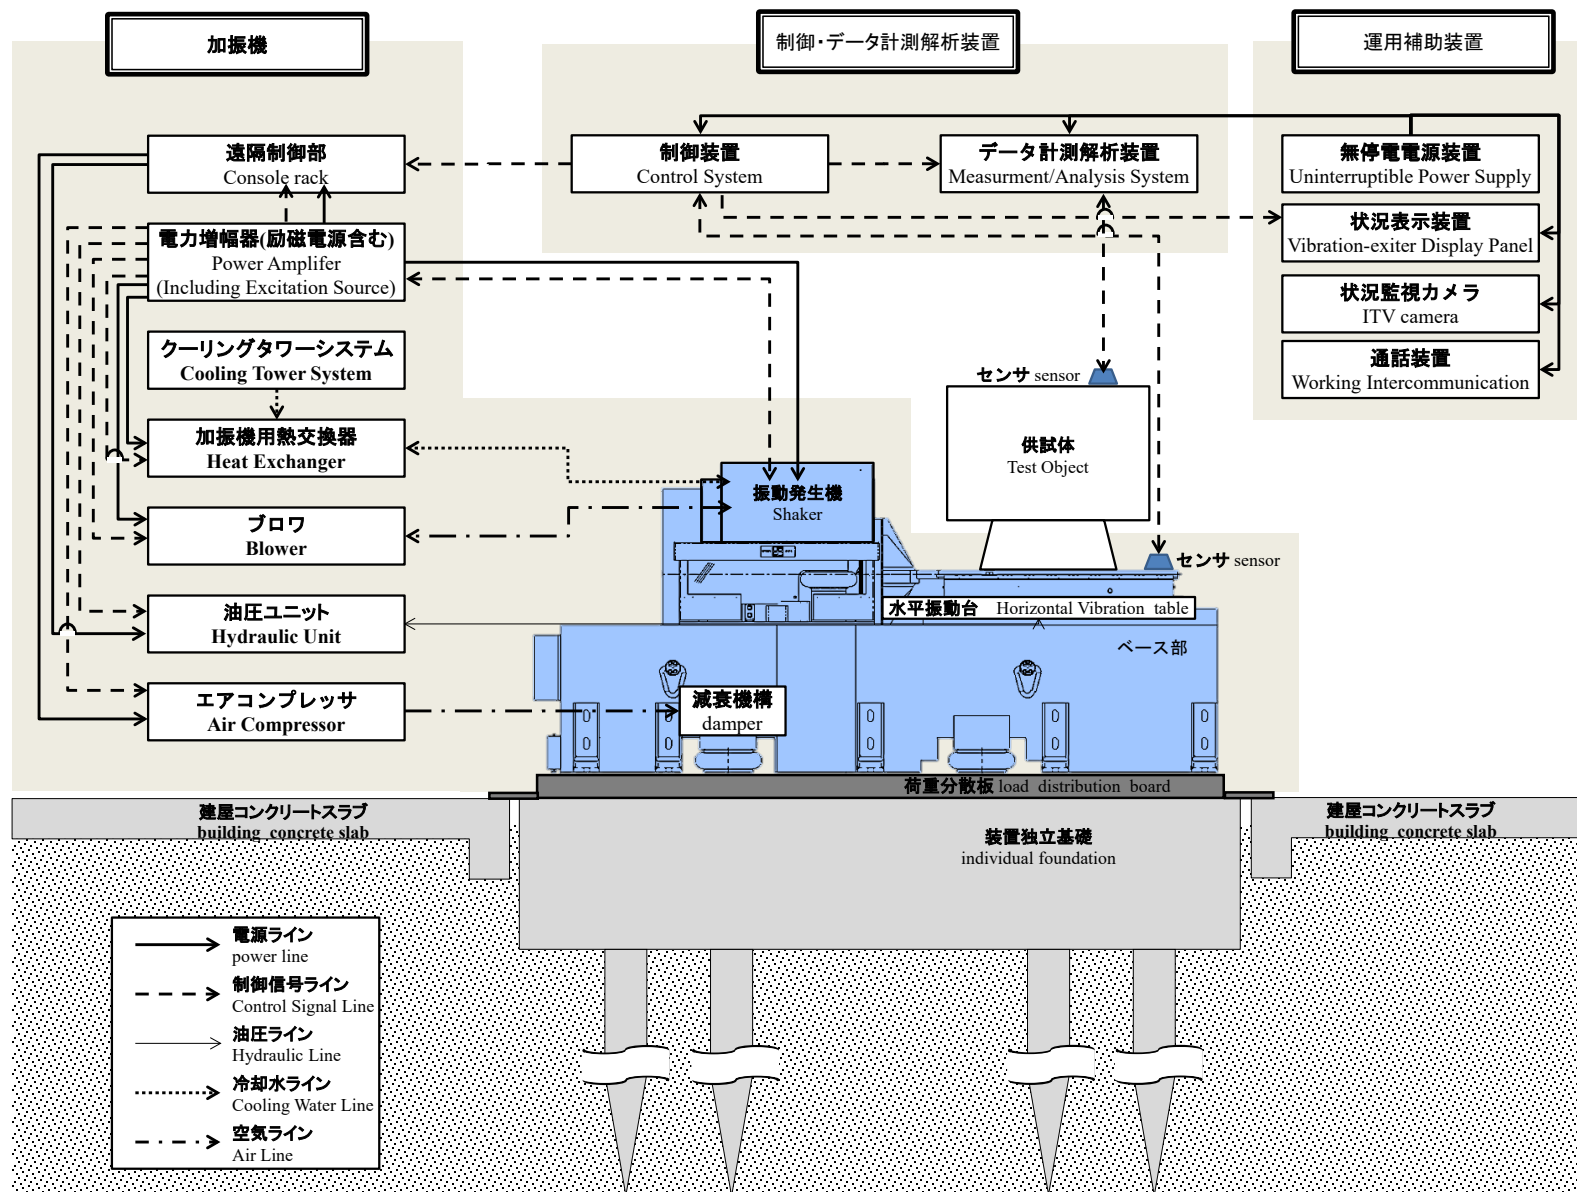 加振機
制御・データ計測解析装置
運用補助装置
遠隔制御部
Console rack
制御装置
Control System
データ計測解析装置
Measurment/Analysis System
無停電電源装置
Uninterruptible Power Supply
電力増幅器(励磁電源含む)
Power Amplifer
(Including Excitation Source)
状況表示装置
Vibration-exiter Display Panel
状況監視カメラ
ITV camera
クーリングタワーシステム
Cooling Tower System
通話装置
Working Intercommunication
センサ sensor
加振機用熱交換器
Heat Exchanger
供試体
Test Object
振動発生機
Shaker
ブロワ
Blower
センサ sensor
油圧ユニット
Hydraulic Unit
水平振動台 Horizontal Vibration table
ベース部
エアコンプレッサ
Air Compressor
減衰機構
damper
荷重分散板 load distribution board
建屋コンクリートスラブ
building concrete slab
装置独立基礎
individual foundation
建屋コンクリートスラブ
building concrete slab
電源ライン
power line
制御信号ライン
Control Signal Line
油圧ライン
Hydraulic Line
冷却水ライン
Cooling Water Line
空気ライン
Air Line